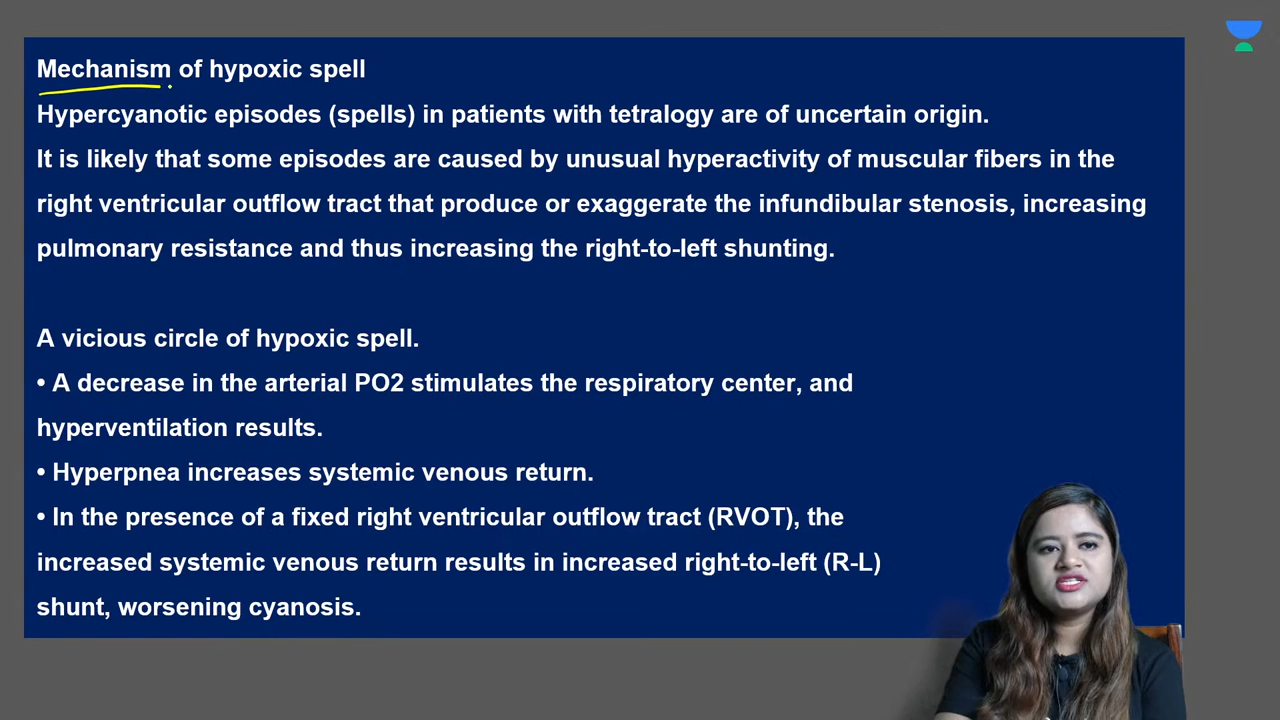 Mechanism of hypoxic spell
Hypercyanotic episodes (spells) in patients with tetralogy are of uncertain origin.
It is likely that some episodes are caused by unusual hyperactivity of muscular fibers in the
right ventricular outflow tract that produce or exaggerate the infundibular stenosis, increasing
pulmonary resistance and thus increasing the right-to-left shunting.
A vicious circle of hypoxic spell.
• A decrease in the arterial PO2 stimulates the respiratory center, and
hyperventilation results.
• Hyperpnea increases systemic venous return.
• In the presence of a fixed right ventricular outflow tract (RVOT), the
increased systemic venous return results in increased right-to-left (R-L)
shunt, worsening cyanosis.